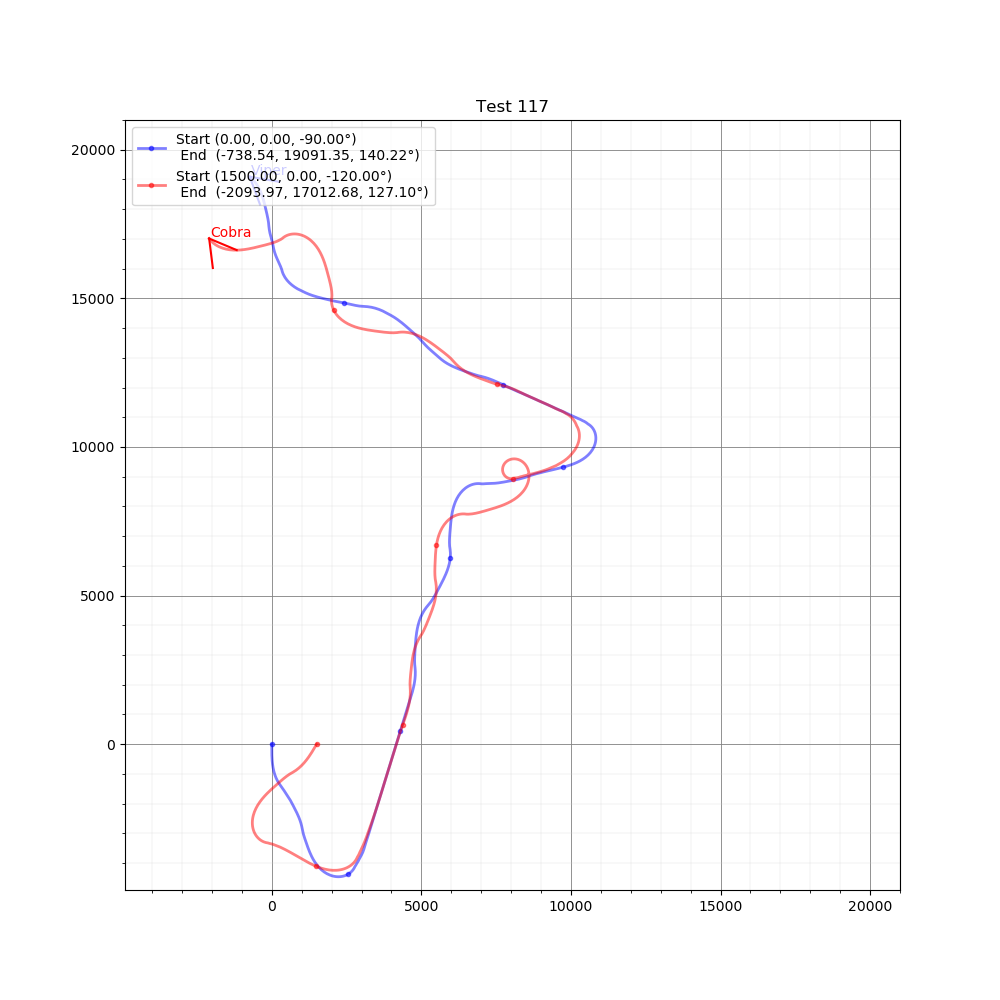 Test 117
Start (0.00, 0.00, -90.00°)
End (-738.54, 19091.35, 140.22°)
Start (1500.00, 0.00, -120.00°)
End (-2093.97, 17012.68, 127.10°)
Viper
Cobra
20000
15000
10000
5000
0
0
5000
10000
15000
20000